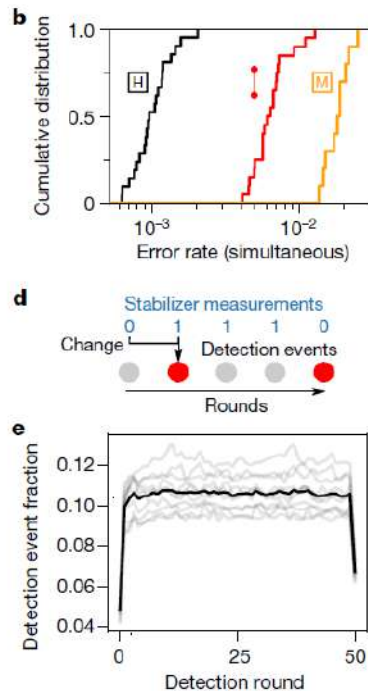 b
1.0
0.5
0
Cumulative distribution
H
M
10⁻³ 10⁻²
Error rate (simultaneous)
d
Stabilizer measurements
0 1 1 1 0
Change
Detection events
Rounds
e
0.12
0.10
0.08
0.06
0.04
Detection event fraction
0 25 50
Detection round